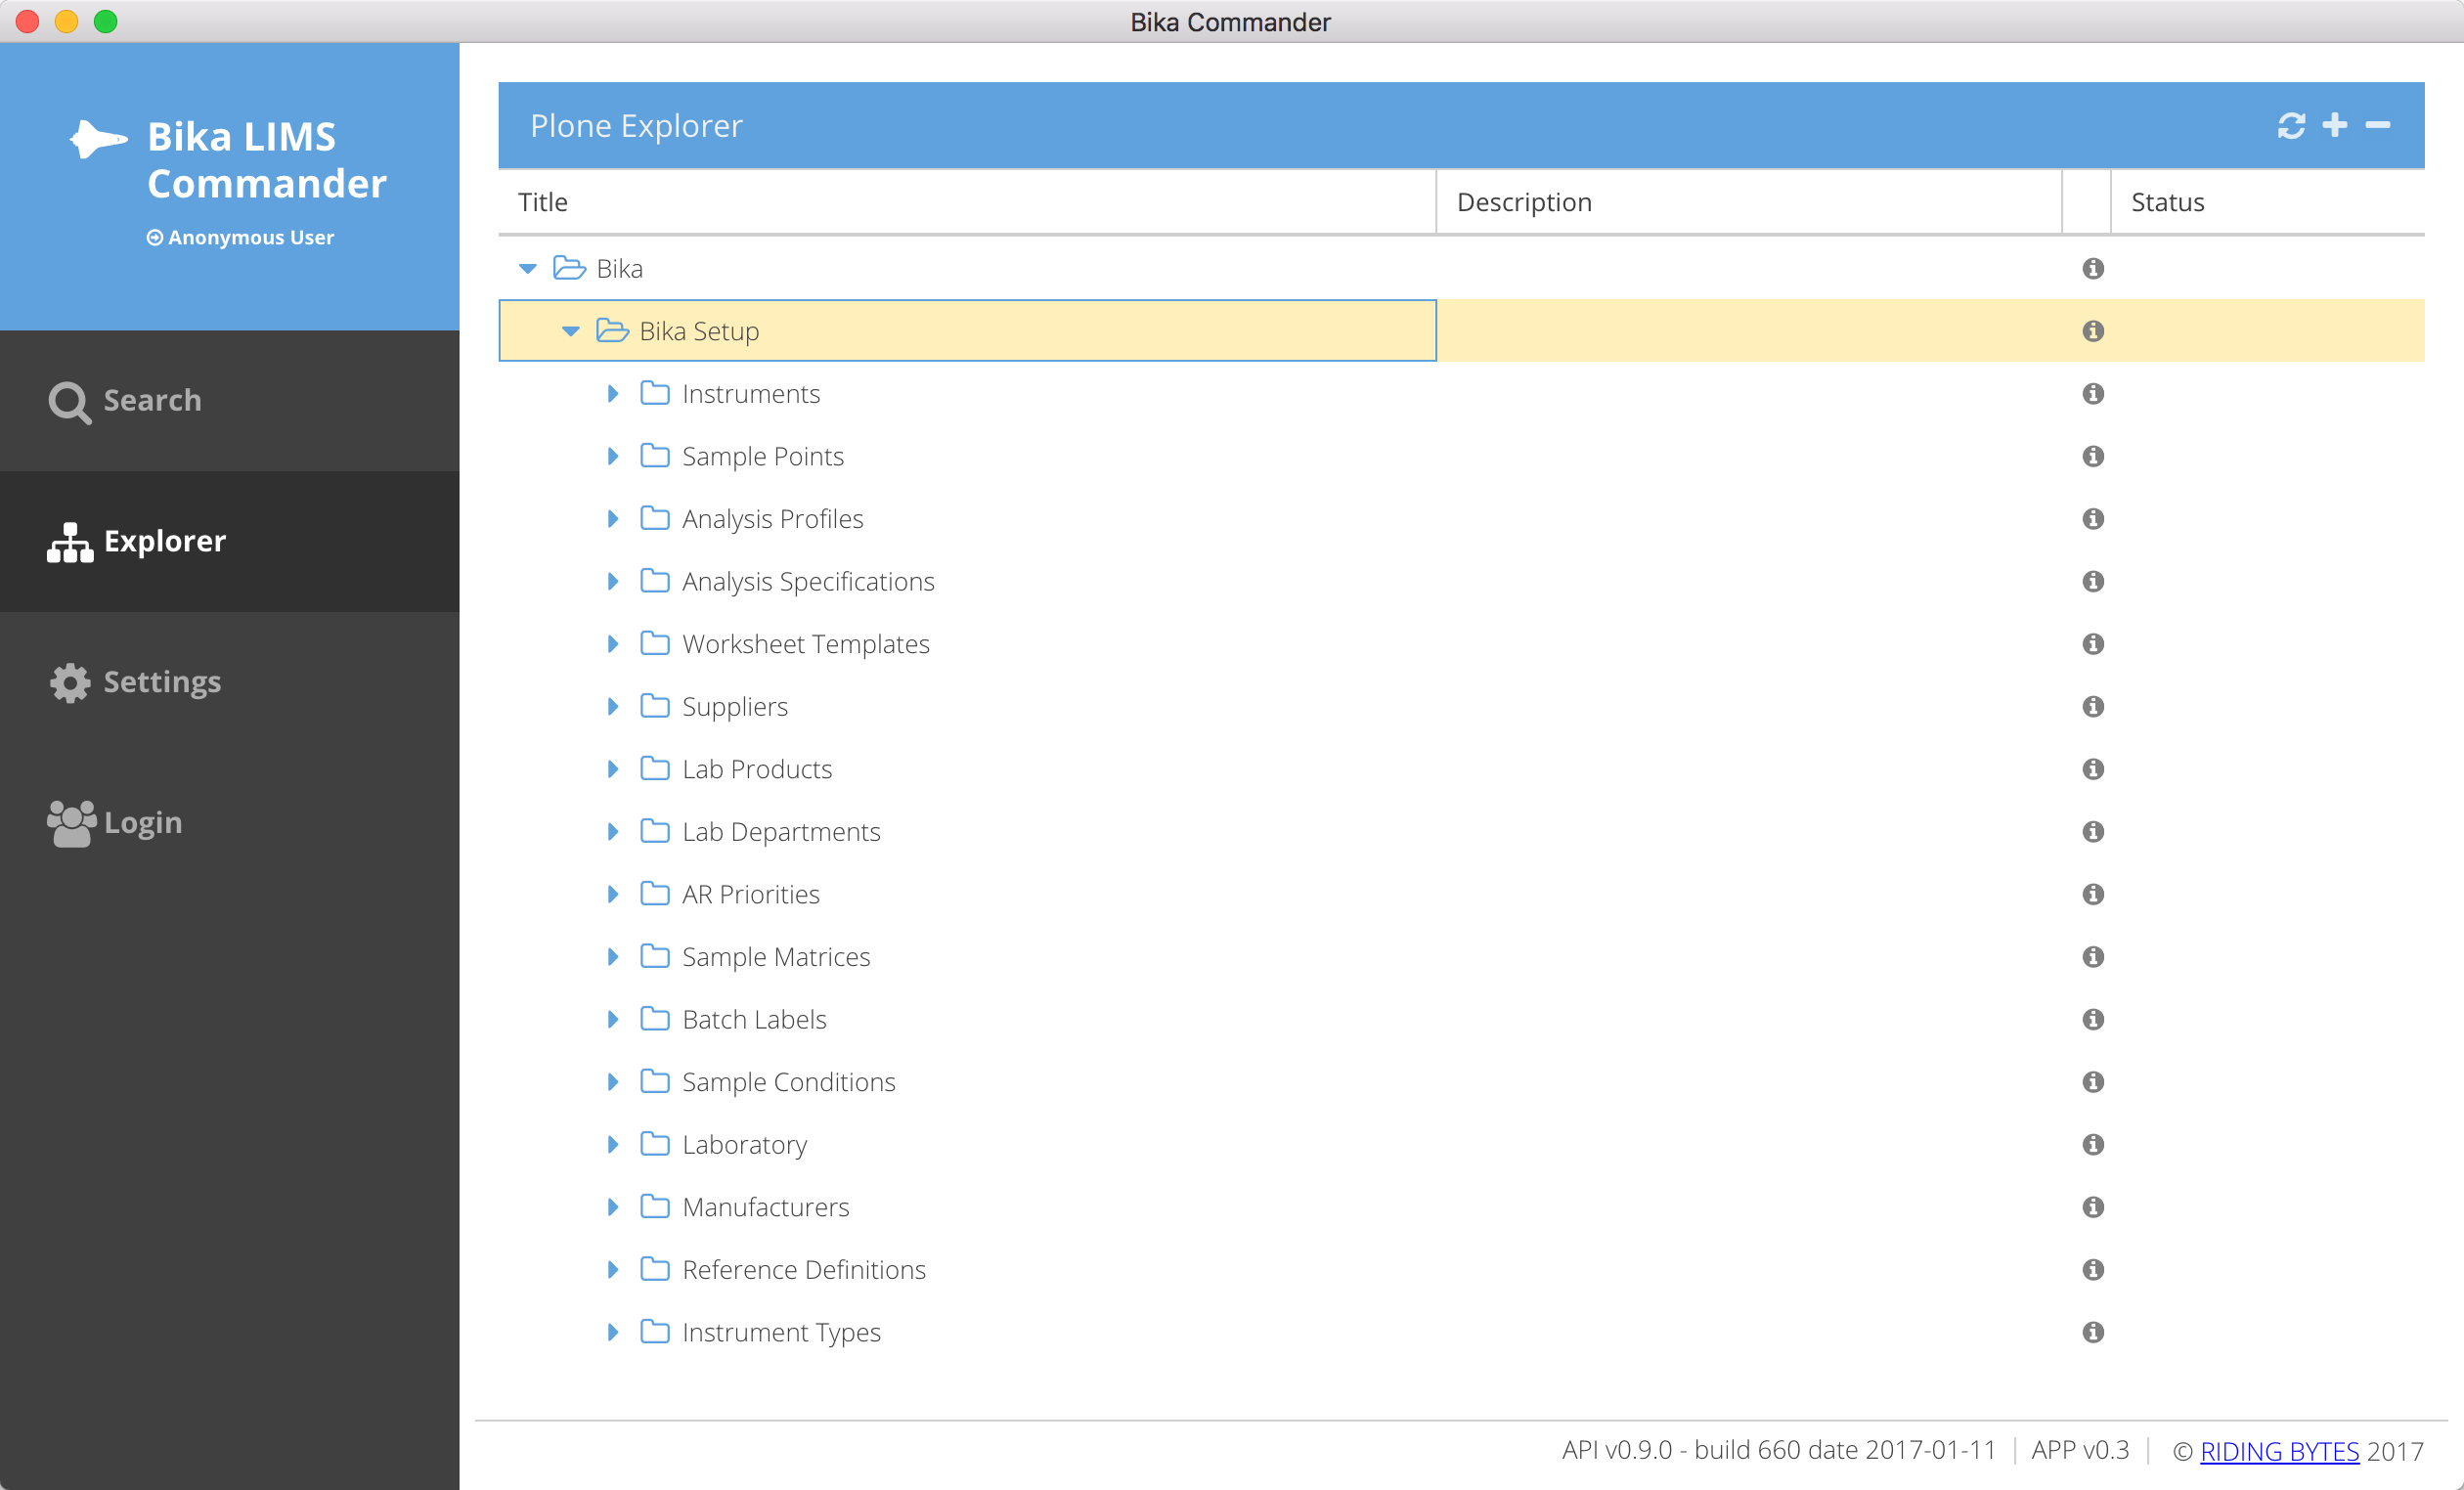 Bika Commander
Bika LIMS
Commander
Anonymous User
Search
Explorer
Settings
Login
Plone Explorer
Title Description Status
Bika
Bika Setup
Instruments
Sample Points
Analysis Profiles
Analysis Specifications
Worksheet Templates
Suppliers
Lab Products
Lab Departments
AR Priorities
Sample Matrices
Batch Labels
Sample Conditions
Laboratory
Manufacturers
Reference Definitions
Instrument Types
API v0.9.0 - build 660 date 2017-01-11 APP v0.3 © RIDING BYTES 2017